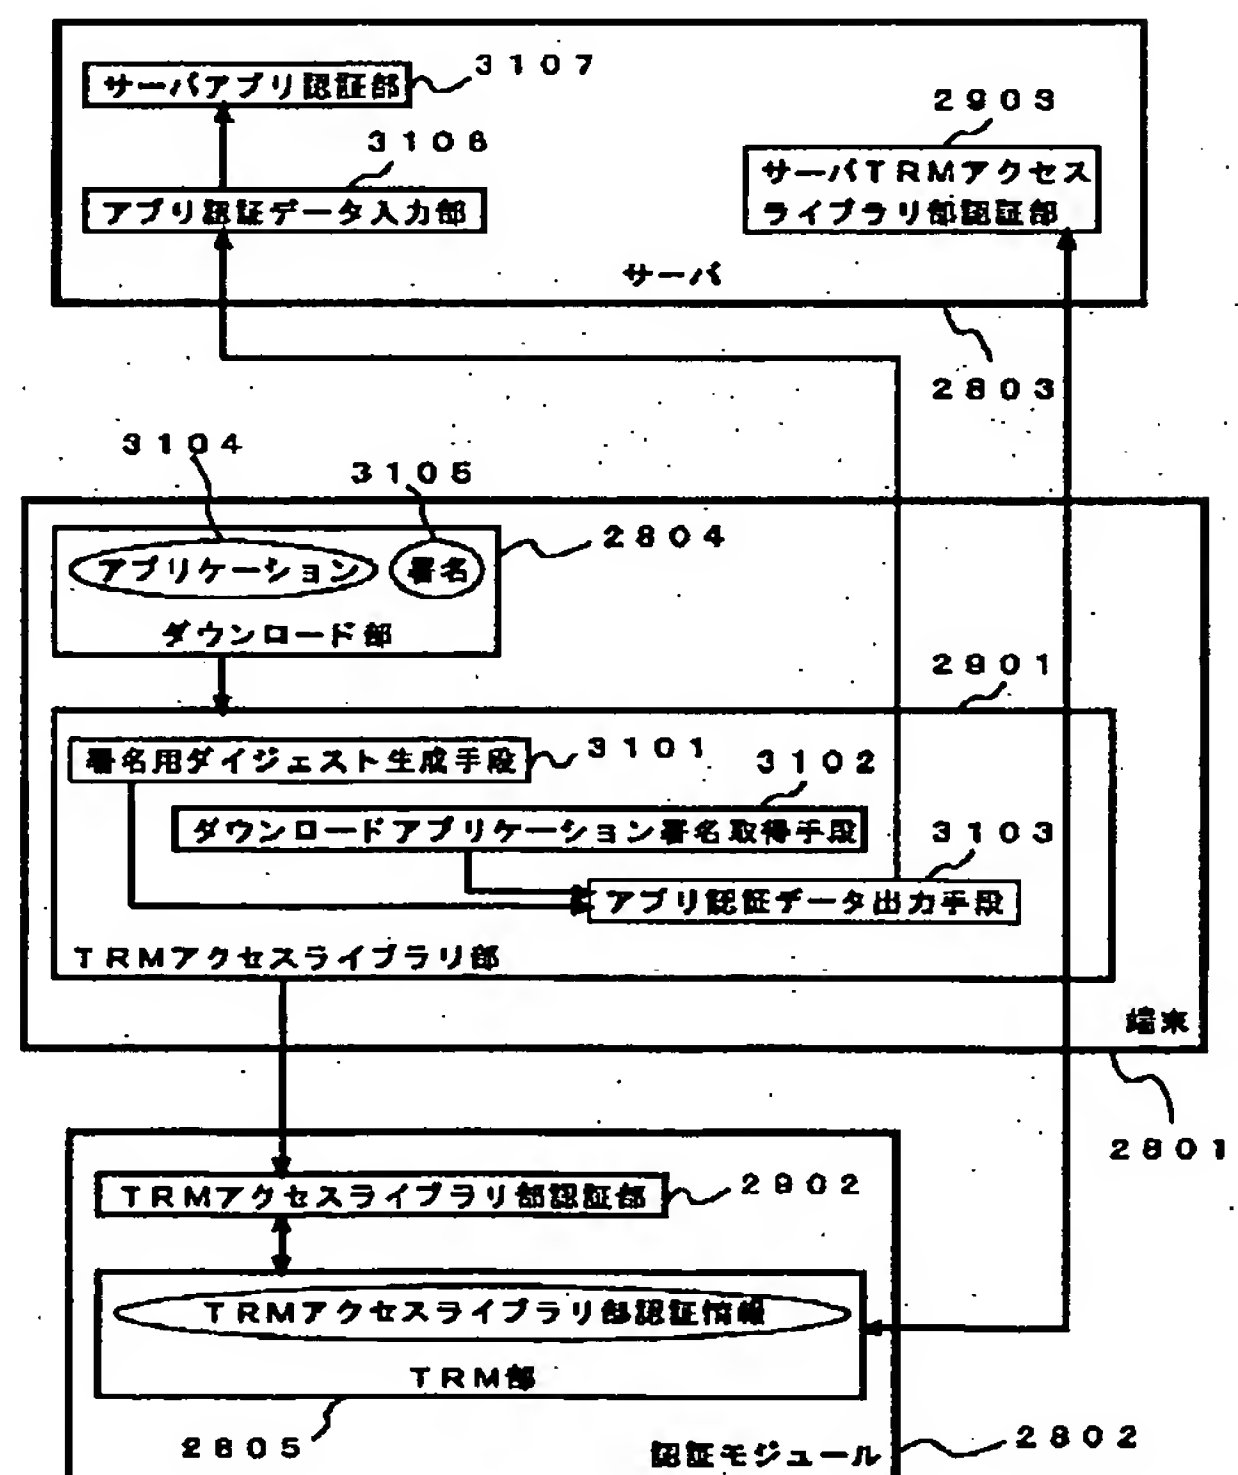 3107
サーバアプリ認証部
2903
3106
サーバTRMアクセス
ライブラリ部認証部
アプリ認証データ入力部
サーバ
2803
3104
3105
2804
アプリケーション
署名
ダウンロード部
2901
署名用ダイジェスト生成手段
3101
3102
ダウンロードアプリケーション署名取得手段
3103
アプリ認証データ出力手段
TRMアクセスライブラリ部
端末
2801
TRMアクセスライブラリ部認証部
2902
TRMアクセスライブラリ部認証情報
TRM部
2805
認証モジュール
2802